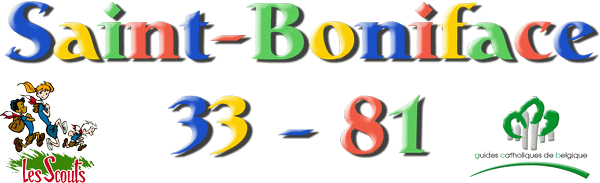 Saint-Boniface
33 - 81
les Scouts
guides catholiques de belgique